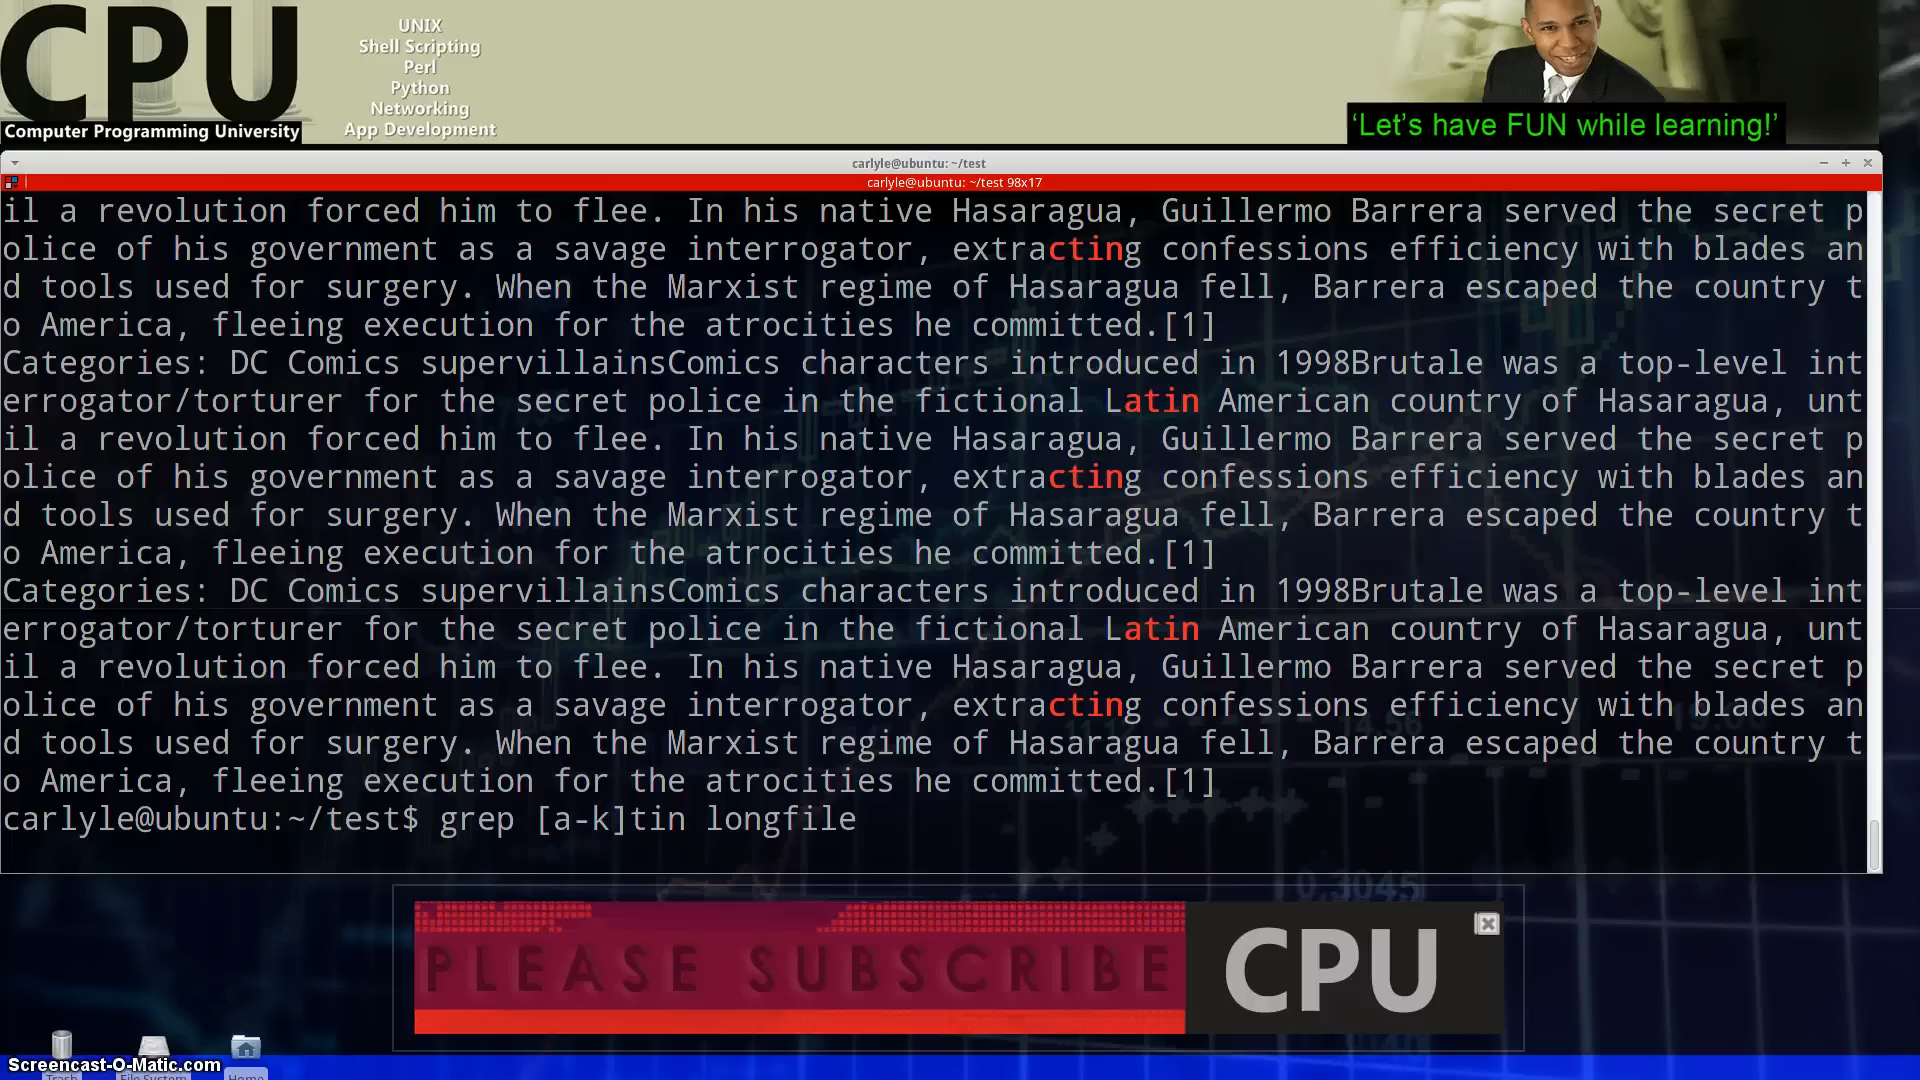 CPU
Computer Programming University
UNIX
Shell Scripting
Perl
Python
Networking
App Development
'Let's have FUN while learning!'
carlyle@ubuntu: ~/test
carlyle@ubuntu: ~/test 98x17
il a revolution forced him to flee. In his native Hasaragua, Guillermo Barrera served the secret p
olice of his government as a savage interrogator, extracting confessions efficiency with blades an
d tools used for surgery. When the Marxist regime of Hasaragua fell, Barrera escaped the country t
o America, fleeing execution for the atrocities he committed.[1]
Categories: DC Comics supervillainsComics characters introduced in 1998Brutale was a top-level int
errogator/torturer for the secret police in the fictional Latin American country of Hasaragua, unt
il a revolution forced him to flee. In his native Hasaragua, Guillermo Barrera served the secret p
olice of his government as a savage interrogator, extracting confessions efficiency with blades an
d tools used for surgery. When the Marxist regime of Hasaragua fell, Barrera escaped the country t
o America, fleeing execution for the atrocities he committed.[1]
Categories: DC Comics supervillainsComics characters introduced in 1998Brutale was a top-level int
errogator/torturer for the secret police in the fictional Latin American country of Hasaragua, unt
il a revolution forced him to flee. In his native Hasaragua, Guillermo Barrera served the secret p
olice of his government as a savage interrogator, extracting confessions efficiency with blades an
d tools used for surgery. When the Marxist regime of Hasaragua fell, Barrera escaped the country t
o America, fleeing execution for the atrocities he committed.[1]
carlyle@ubuntu:~/test$ grep [a-k]tin longfile
0.3045
PLEASE SUBSCRIBE
CPU
Screencast-O-Matic.com
Trash
File System
Home